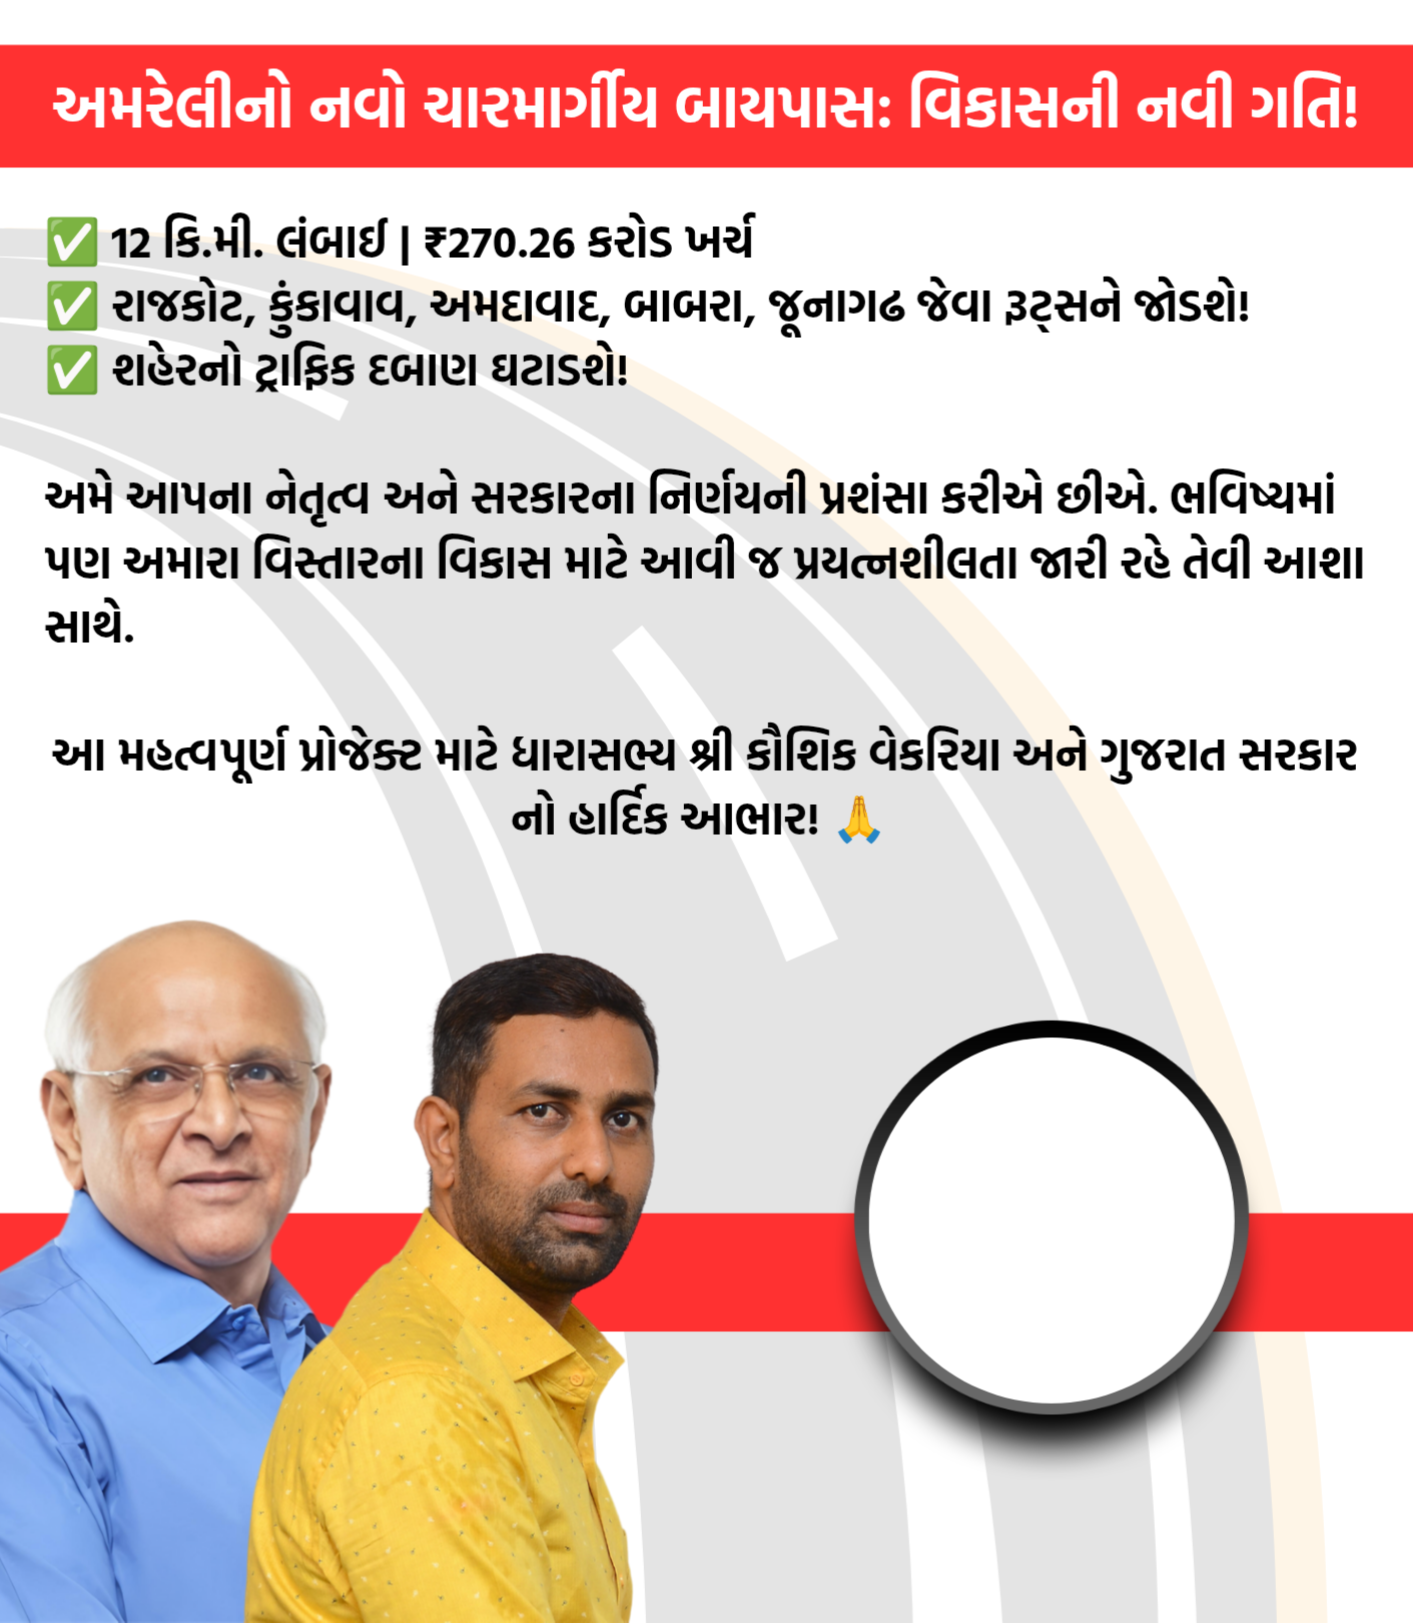 અમરેલીનો નવો ચારમાર્ગીય બાયપાસ: વિકાસની નવી ગતિ!
✅ 12 કિ.મી. લંબાઈ | ₹270.26 કરોડ ખર્ચ
✅ રાજકોટ, કુંકાવાવ, અમદાવાદ, બાબરા, જૂનાગઢ જેવા રૂટ્સને જોડશે!
✅ શહેરનો ટ્રાફિક દબાણ ઘટાડશે!
અમે આપના નેતૃત્વ અને સરકારના નિર્ણયની પ્રશંસા કરીએ છીએ. ભવિષ્યમાં
પણ અમારા વિસ્તારના વિકાસ માટે આવી જ પ્રયત્નશીલતા જારી રહે તેવી આશા
સાથે.
આ મહત્વપૂર્ણ પ્રોજેક્ટ માટે ધારાસભ્ય શ્રી કૌશિક વેકરિયા અને ગુજરાત સરકાર
નો હાર્દિક આભાર! 🙏